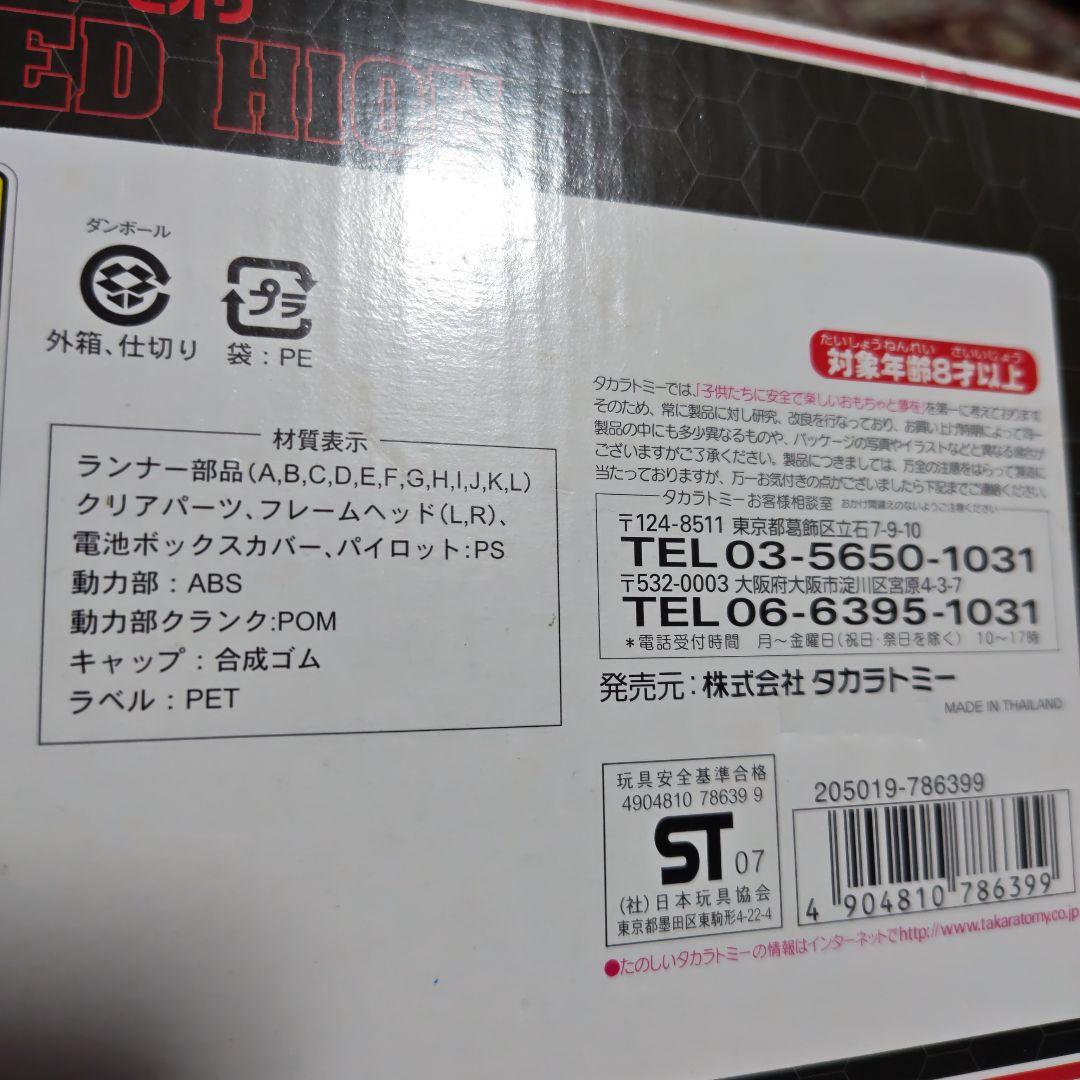 ED HIGH
ダンボール
外箱、仕切り
プラ
袋：PE
材質表示
ランナー部品(A,B,C,D,E,F,G,H,I,J,K,L)
クリアパーツ、フレームヘッド(L,R)、
電池ボックスカバー、パイロット:PS
動力部：ABS
動力部クランク:POM
キャップ：合成ゴム
ラベル：PET
たいしょうねんれい さいいじょう
対象年齢8才以上
タカラトミーでは、「子供たちに安全で楽しいおもちゃと夢を」を第一に考えております。
そのため、常に製品に対し研究、改良を行なっており、お買い上げ時期によって同一
製品の中にも多少異なるものや、パッケージの写真やイラストなどと異なる場合が
ございますがご了承ください。製品につきましては、万全の注意をはらって製造に
当たっておりますが、万一お気付きの点がございましたら下記までご連絡ください。
タカラトミーお客様相談室 おかけ間違えのないようご注意ください
〒124-8511 東京都葛飾区立石7-9-10
TEL 03-5650-1031
〒532-0003 大阪府大阪市淀川区宮原4-3-7
TEL 06-6395-1031
*電話受付時間 月～金曜日(祝日・祭日を除く) 10～17時
発売元：株式会社 タカラトミー
MADE IN THAILAND
玩具安全基準合格
4904810 78639 9
ST 07
(社)日本玩具協会
東京都墨田区東駒形4-22-4
205019-786399
4 904810 786399
●たのしいタカラトミーの情報はインターネットでhttp://www.takaratomy.co.jp